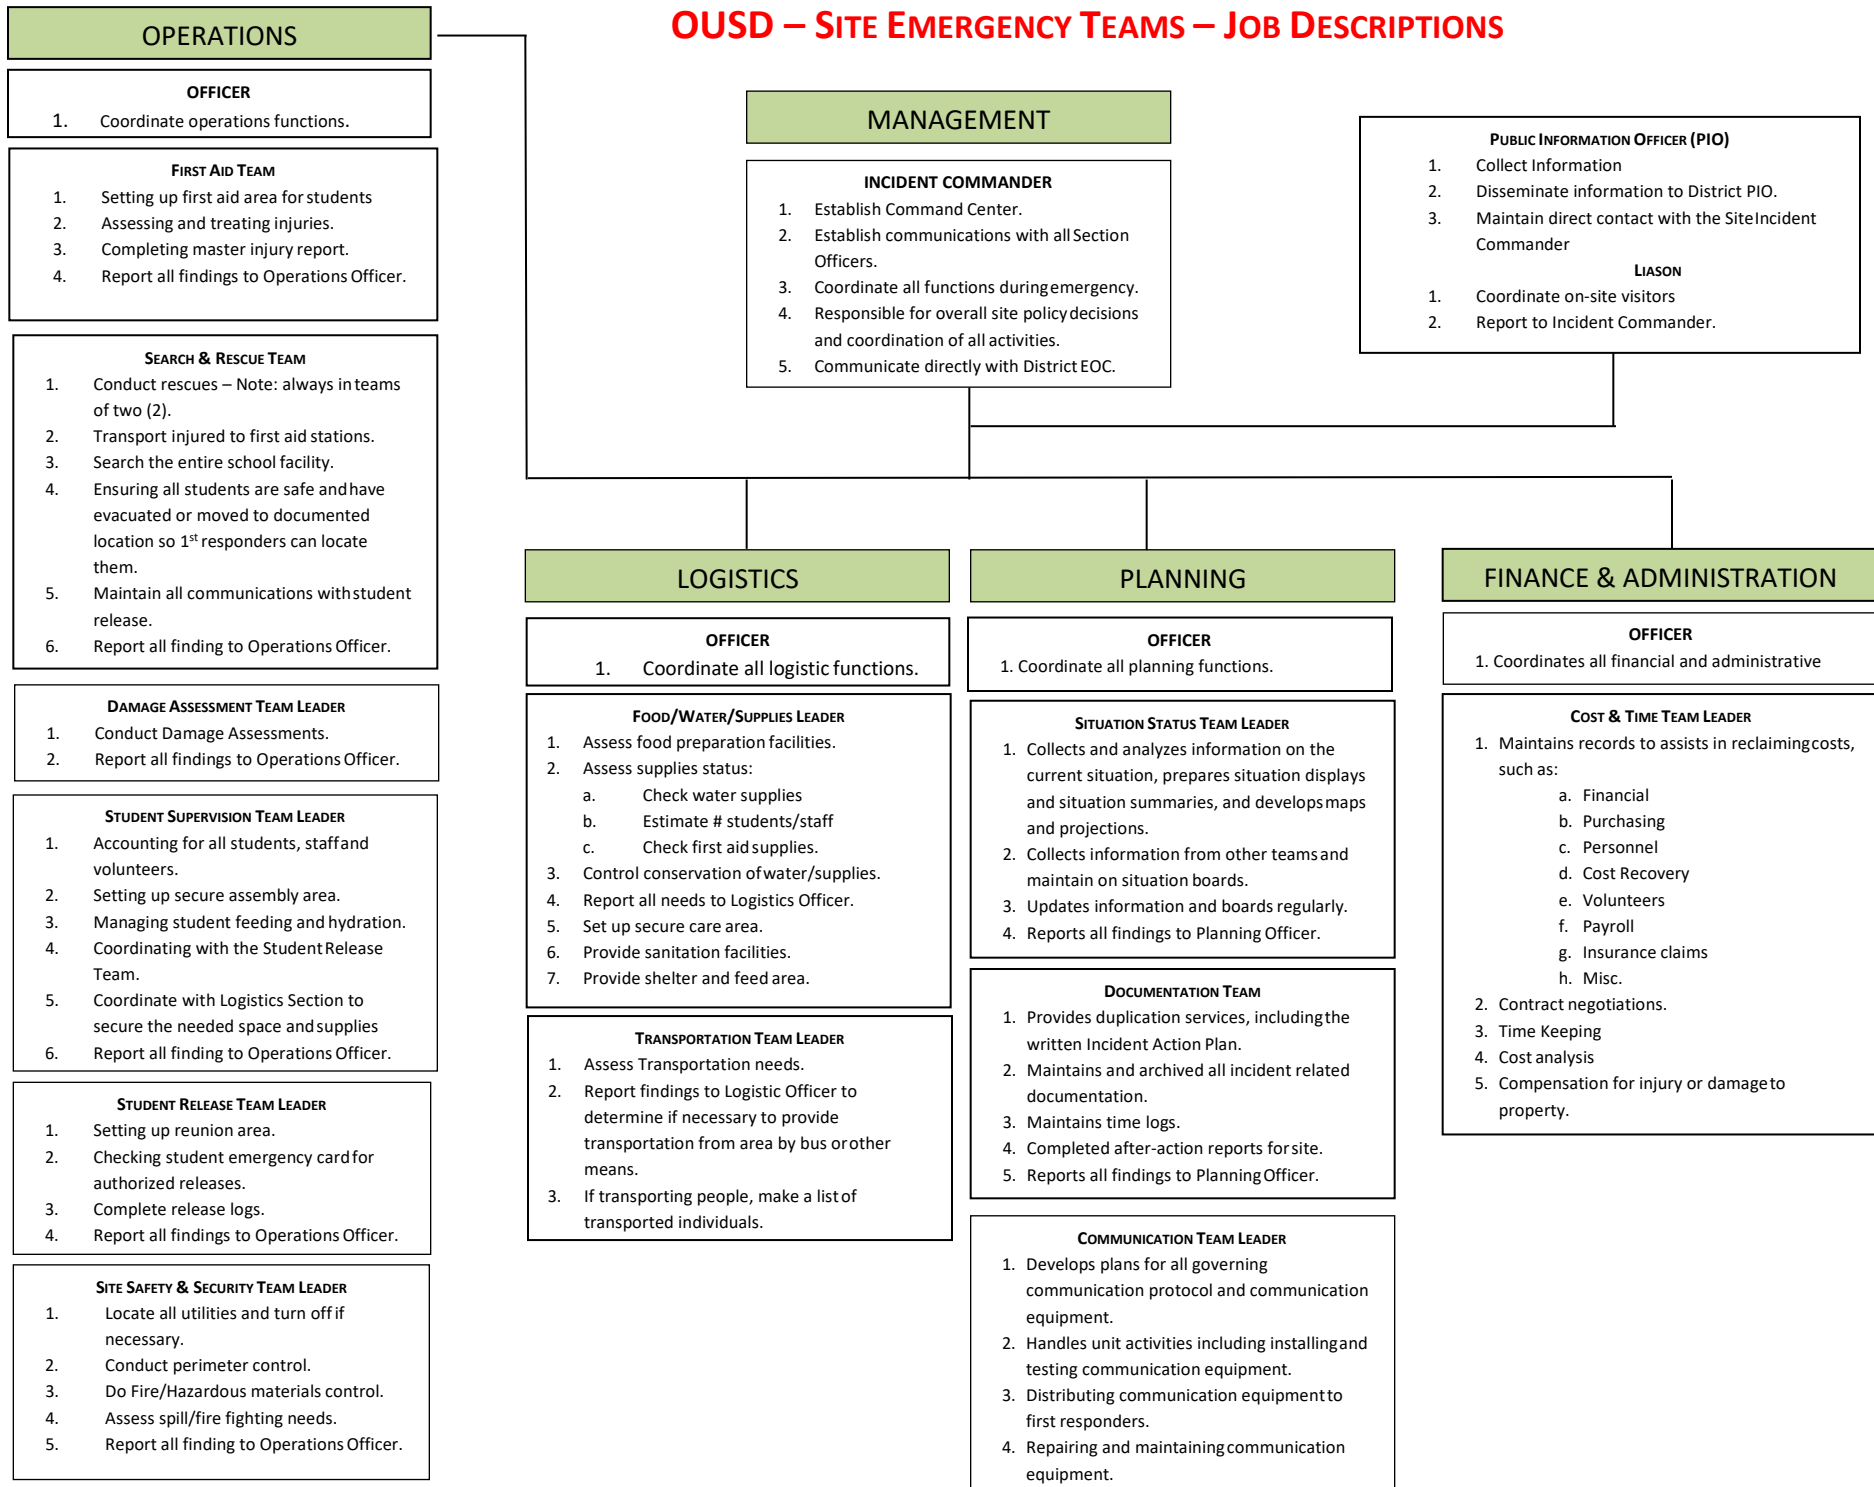 OUSD – SITE EMERGENCY TEAMS – JOB DESCRIPTIONS
OPERATIONS
OFFICER
1. Coordinate operations functions.
FIRST AID TEAM
1. Setting up first aid area for students
2. Assessing and treating injuries.
3. Completing master injury report.
4. Report all findings to Operations Officer.
SEARCH & RESCUE TEAM
1. Conduct rescues – Note: always in teams
of two (2).
2. Transport injured to first aid stations.
3. Search the entire school facility.
4. Ensuring all students are safe and have
evacuated or moved to documented
location so 1st responders can locate
them.
5. Maintain all communications with student
release.
6. Report all finding to Operations Officer.
DAMAGE ASSESSMENT TEAM LEADER
1. Conduct Damage Assessments.
2. Report all findings to Operations Officer.
STUDENT SUPERVISION TEAM LEADER
1. Accounting for all students, staff and
volunteers.
2. Setting up secure assembly area.
3. Managing student feeding and hydration.
4. Coordinating with the Student Release
Team.
5. Coordinate with Logistics Section to
secure the needed space and supplies
6. Report all finding to Operations Officer.
STUDENT RELEASE TEAM LEADER
1. Setting up reunion area.
2. Checking student emergency card for
authorized releases.
3. Complete release logs.
4. Report all findings to Operations Officer.
SITE SAFETY & SECURITY TEAM LEADER
1. Locate all utilities and turn off if
necessary.
2. Conduct perimeter control.
3. Do Fire/Hazardous materials control.
4. Assess spill/fire fighting needs.
5. Report all finding to Operations Officer.
MANAGEMENT
INCIDENT COMMANDER
1. Establish Command Center.
2. Establish communications with all Section
Officers.
3. Coordinate all functions during emergency.
4. Responsible for overall site policy decisions
and coordination of all activities.
5. Communicate directly with District EOC.
PUBLIC INFORMATION OFFICER (PIO)
1. Collect Information
2. Disseminate information to District PIO.
3. Maintain direct contact with the Site Incident
Commander
LIASON
1. Coordinate on-site visitors
2. Report to Incident Commander.
LOGISTICS
OFFICER
1. Coordinate all logistic functions.
FOOD/WATER/SUPPLIES LEADER
1. Assess food preparation facilities.
2. Assess supplies status:
a. Check water supplies
b. Estimate # students/staff
c. Check first aid supplies.
3. Control conservation of water/supplies.
4. Report all needs to Logistics Officer.
5. Set up secure care area.
6. Provide sanitation facilities.
7. Provide shelter and feed area.
TRANSPORTATION TEAM LEADER
1. Assess Transportation needs.
2. Report findings to Logistic Officer to
determine if necessary to provide
transportation from area by bus or other
means.
3. If transporting people, make a list of
transported individuals.
PLANNING
OFFICER
1. Coordinate all planning functions.
SITUATION STATUS TEAM LEADER
1. Collects and analyzes information on the
current situation, prepares situation displays
and situation summaries, and develops maps
and projections.
2. Collects information from other teams and
maintain on situation boards.
3. Updates information and boards regularly.
4. Reports all findings to Planning Officer.
DOCUMENTATION TEAM
1. Provides duplication services, including the
written Incident Action Plan.
2. Maintains and archived all incident related
documentation.
3. Maintains time logs.
4. Completed after-action reports for site.
5. Reports all findings to Planning Officer.
COMMUNICATION TEAM LEADER
1. Develops plans for all governing
communication protocol and communication
equipment.
2. Handles unit activities including installing and
testing communication equipment.
3. Distributing communication equipment to
first responders.
4. Repairing and maintaining communication
equipment.
FINANCE & ADMINISTRATION
OFFICER
1. Coordinates all financial and administrative
COST & TIME TEAM LEADER
1. Maintains records to assists in reclaiming costs,
such as:
a. Financial
b. Purchasing
c. Personnel
d. Cost Recovery
e. Volunteers
f. Payroll
g. Insurance claims
h. Misc.
2. Contract negotiations.
3. Time Keeping
4. Cost analysis
5. Compensation for injury or damage to
property.